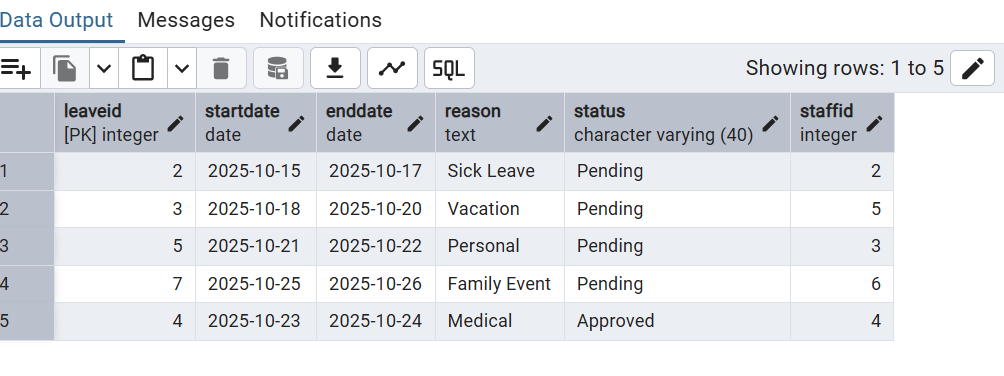 Data Output Messages Notifications
SQL Showing rows: 1 to 5
leaveid startdate enddate reason status staffid
[PK] integer date date text character varying (40) integer
1 2 2025-10-15 2025-10-17 Sick Leave Pending 2
2 3 2025-10-18 2025-10-20 Vacation Pending 5
3 5 2025-10-21 2025-10-22 Personal Pending 3
4 7 2025-10-25 2025-10-26 Family Event Pending 6
5 4 2025-10-23 2025-10-24 Medical Approved 4